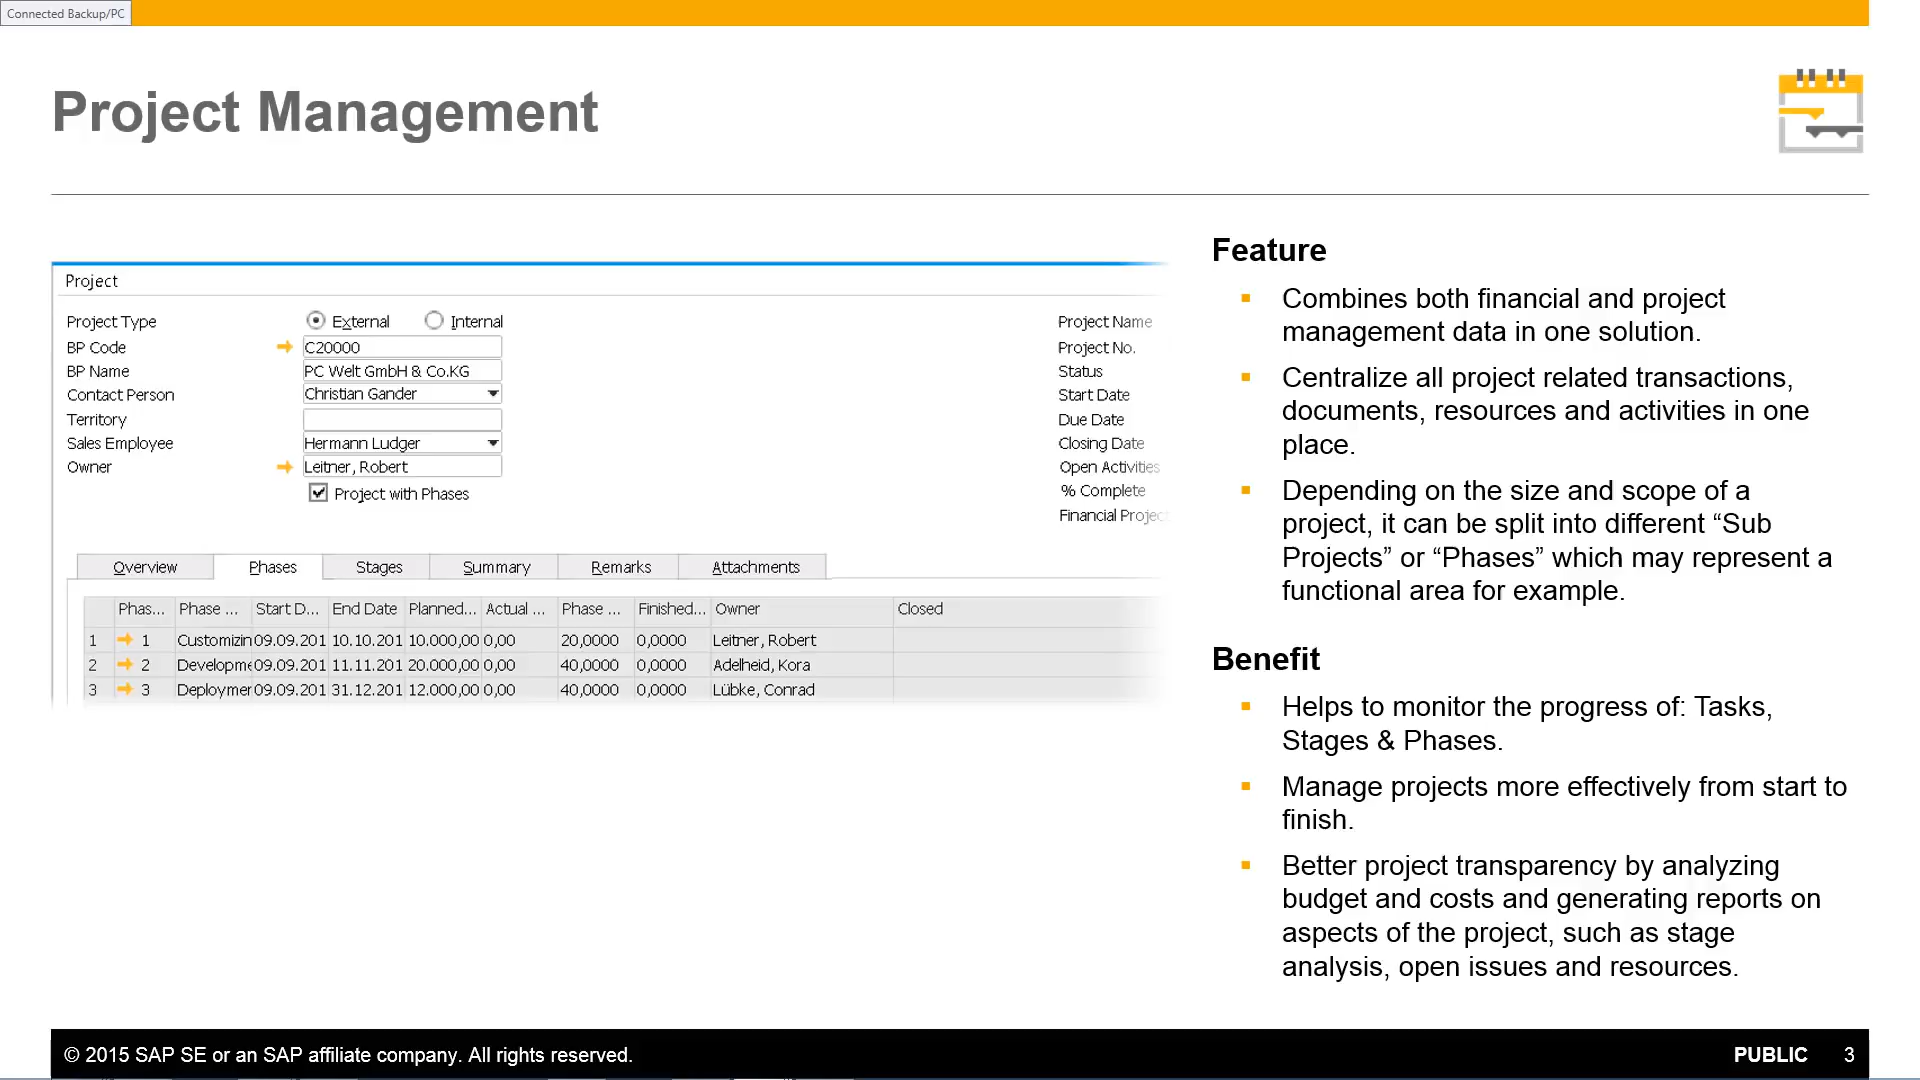 Connected Backup/PC
Project Management
Project
Project Type External Internal
BP Code C20000
BP Name PC Welt GmbH & Co.KG
Contact Person Christian Gander
Territory
Sales Employee Hermann Ludger
Owner Leitner, Robert
Project with Phases
Project Name
Project No.
Status
Start Date
Due Date
Closing Date
Open Activities
% Complete
Financial Project
Overview Phases Stages Summary Remarks Attachments
Phas... Phase ... Start D... End Date Planned... Actual ... Phase ... Finished... Owner Closed
1 1 Customizin 09.09.201 10.10.201 10.000,00 0,00 20,0000 0,0000 Leitner, Robert
2 2 Developme 09.09.201 11.11.201 20.000,00 0,00 40,0000 0,0000 Adelheid, Kora
3 3 Deploymer 09.09.201 31.12.201 12.000,00 0,00 40,0000 0,0000 Lübke, Conrad
Feature
Combines both financial and project
management data in one solution.
Centralize all project related transactions,
documents, resources and activities in one
place.
Depending on the size and scope of a
project, it can be split into different “Sub
Projects” or “Phases” which may represent a
functional area for example.
Benefit
Helps to monitor the progress of: Tasks,
Stages & Phases.
Manage projects more effectively from start to
finish.
Better project transparency by analyzing
budget and costs and generating reports on
aspects of the project, such as stage
analysis, open issues and resources.
© 2015 SAP SE or an SAP affiliate company. All rights reserved.
PUBLIC 3